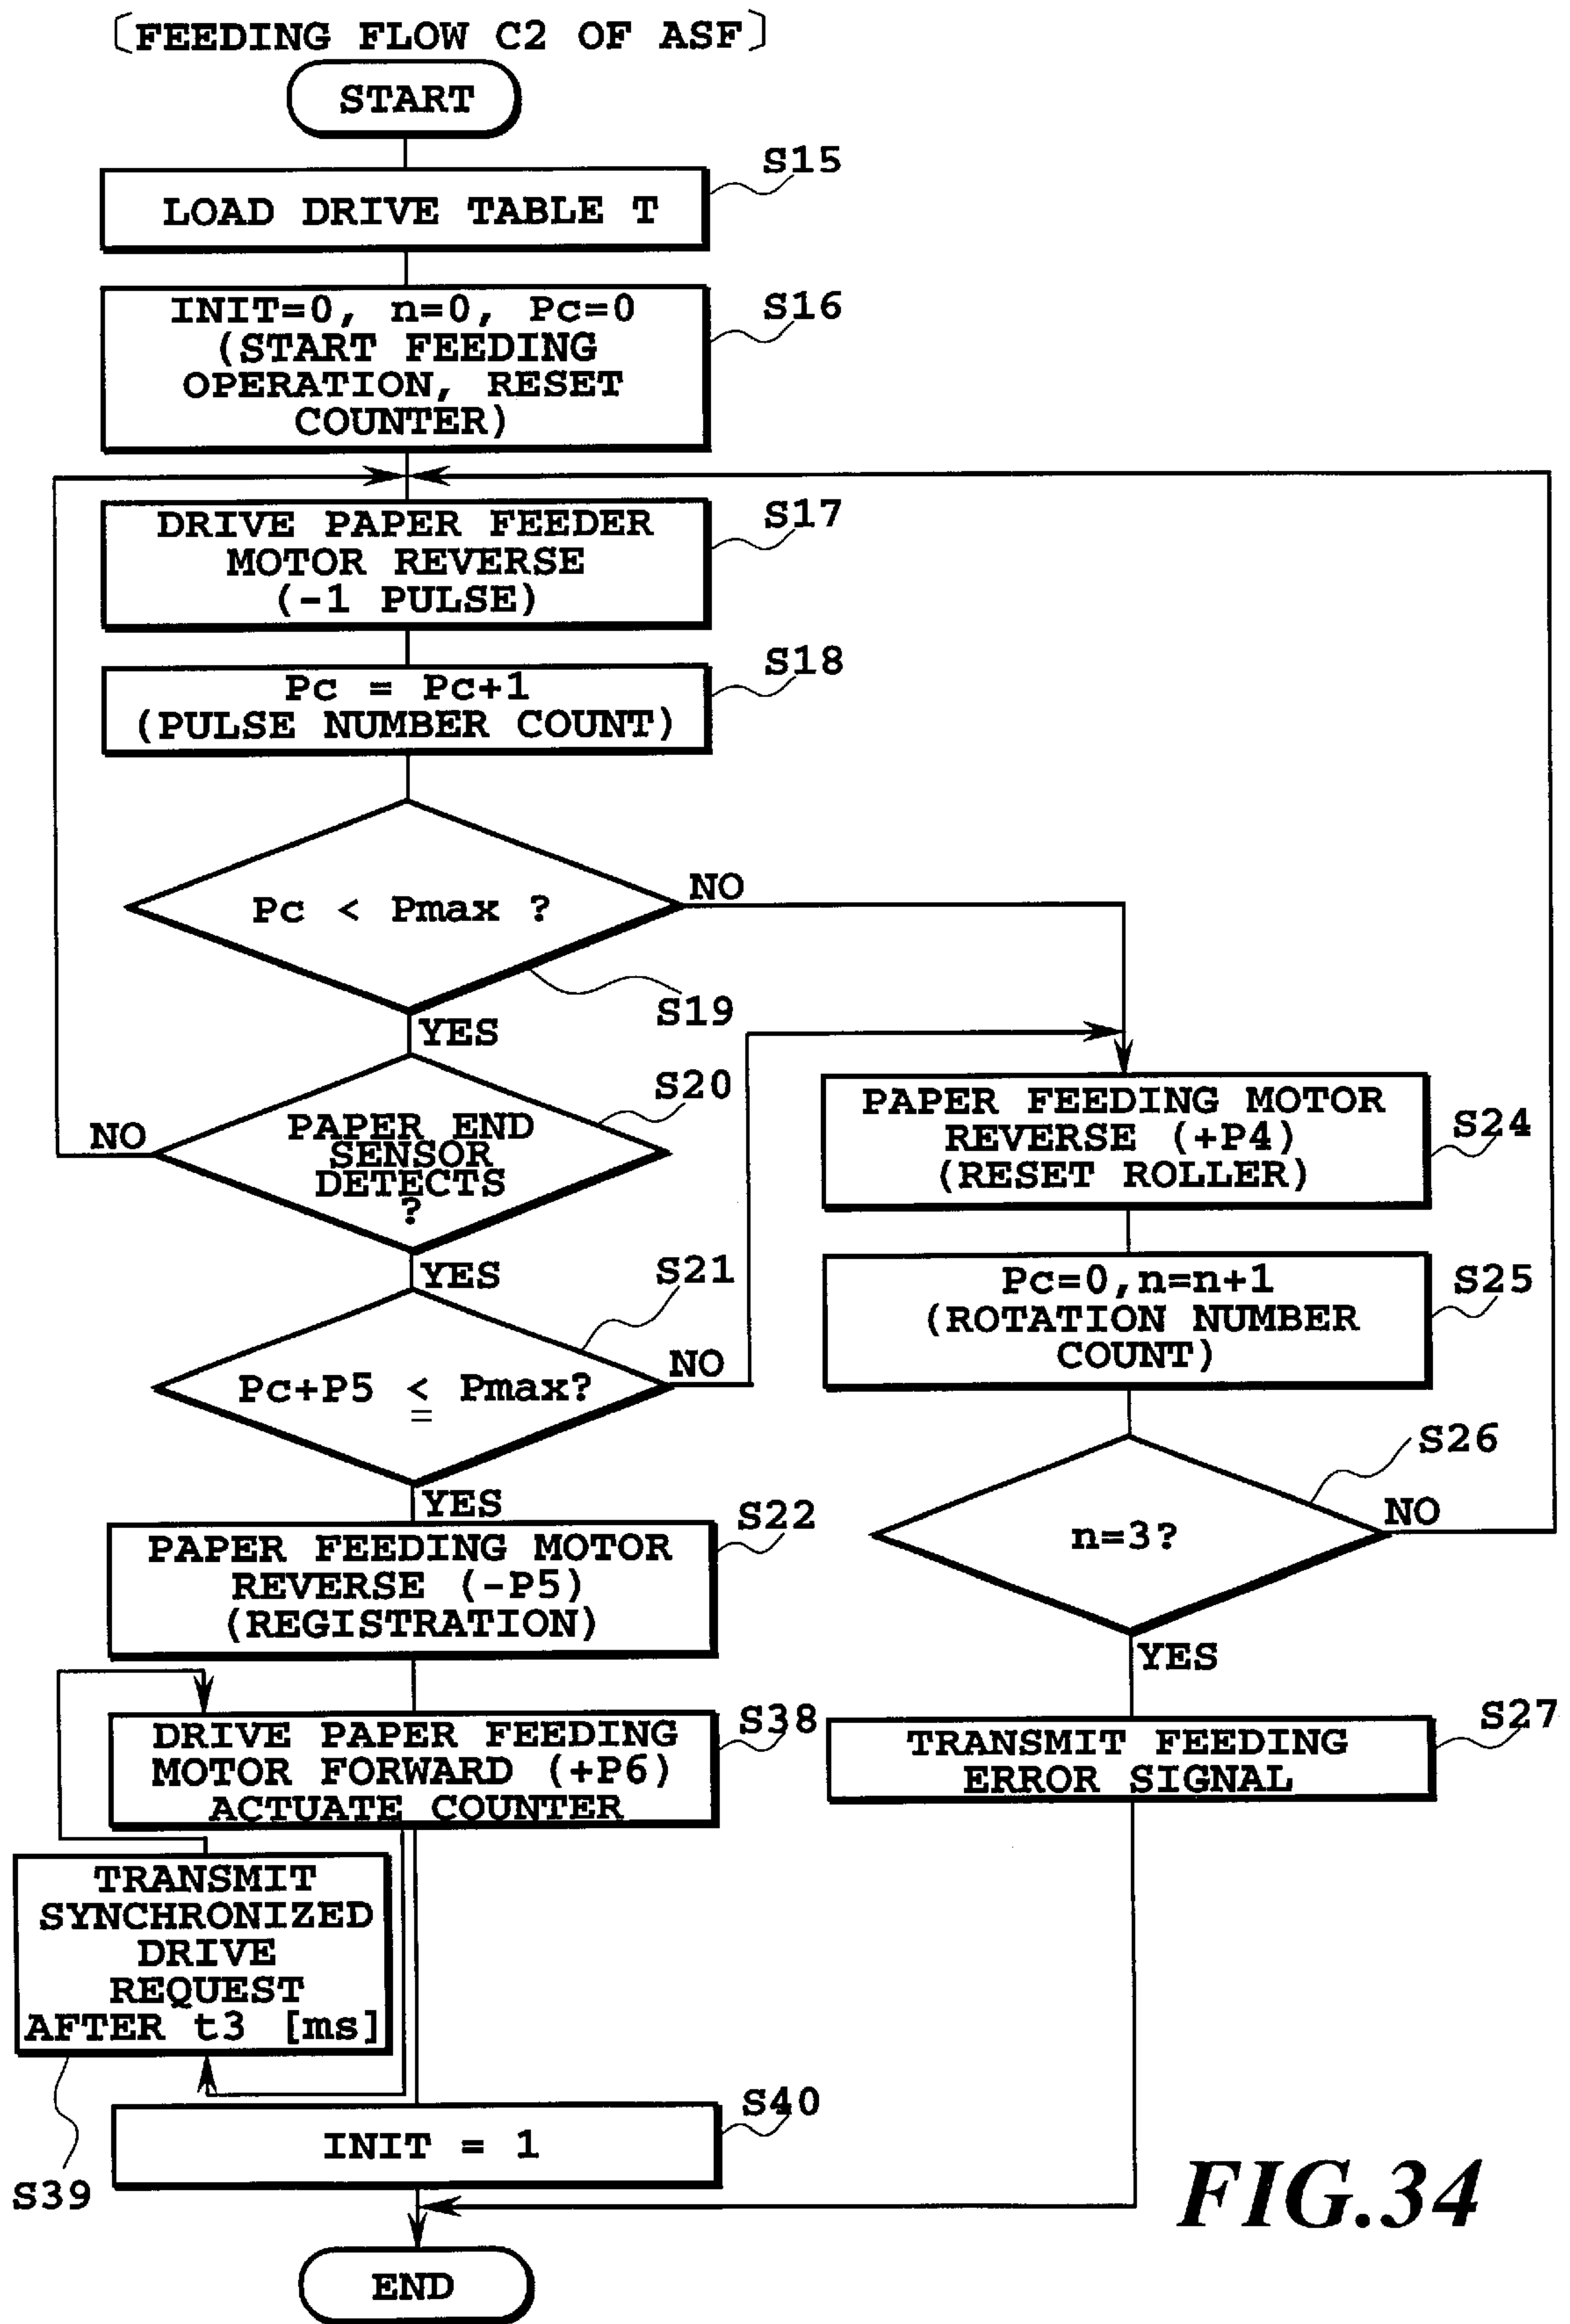 [FEEDING FLOW C2 OF ASF]
START
S15
LOAD DRIVE TABLE T
S16
INIT=0, n=0, Pc=0
(START FEEDING
OPERATION, RESET
COUNTER)
S17
DRIVE PAPER FEEDER
MOTOR REVERSE
(-1 PULSE)
S18
Pc = Pc+1
(PULSE NUMBER COUNT)
Pc < Pmax ?
NO
S19
YES
S20
PAPER END
SENSOR
DETECTS
?
NO
YES
S21
Pc+P5 ≦ Pmax?
NO
YES
S22
PAPER FEEDING MOTOR
REVERSE (-P5)
(REGISTRATION)
S38
DRIVE PAPER FEEDING
MOTOR FORWARD (+P6)
ACTUATE COUNTER
TRANSMIT
SYNCHRONIZED
DRIVE
REQUEST
AFTER t3 [ms]
S39
S40
INIT = 1
END
S24
PAPER FEEDING MOTOR
REVERSE (+P4)
(RESET ROLLER)
S25
Pc=0,n=n+1
(ROTATION NUMBER
COUNT)
S26
n=3?
NO
YES
S27
TRANSMIT FEEDING
ERROR SIGNAL
FIG.34